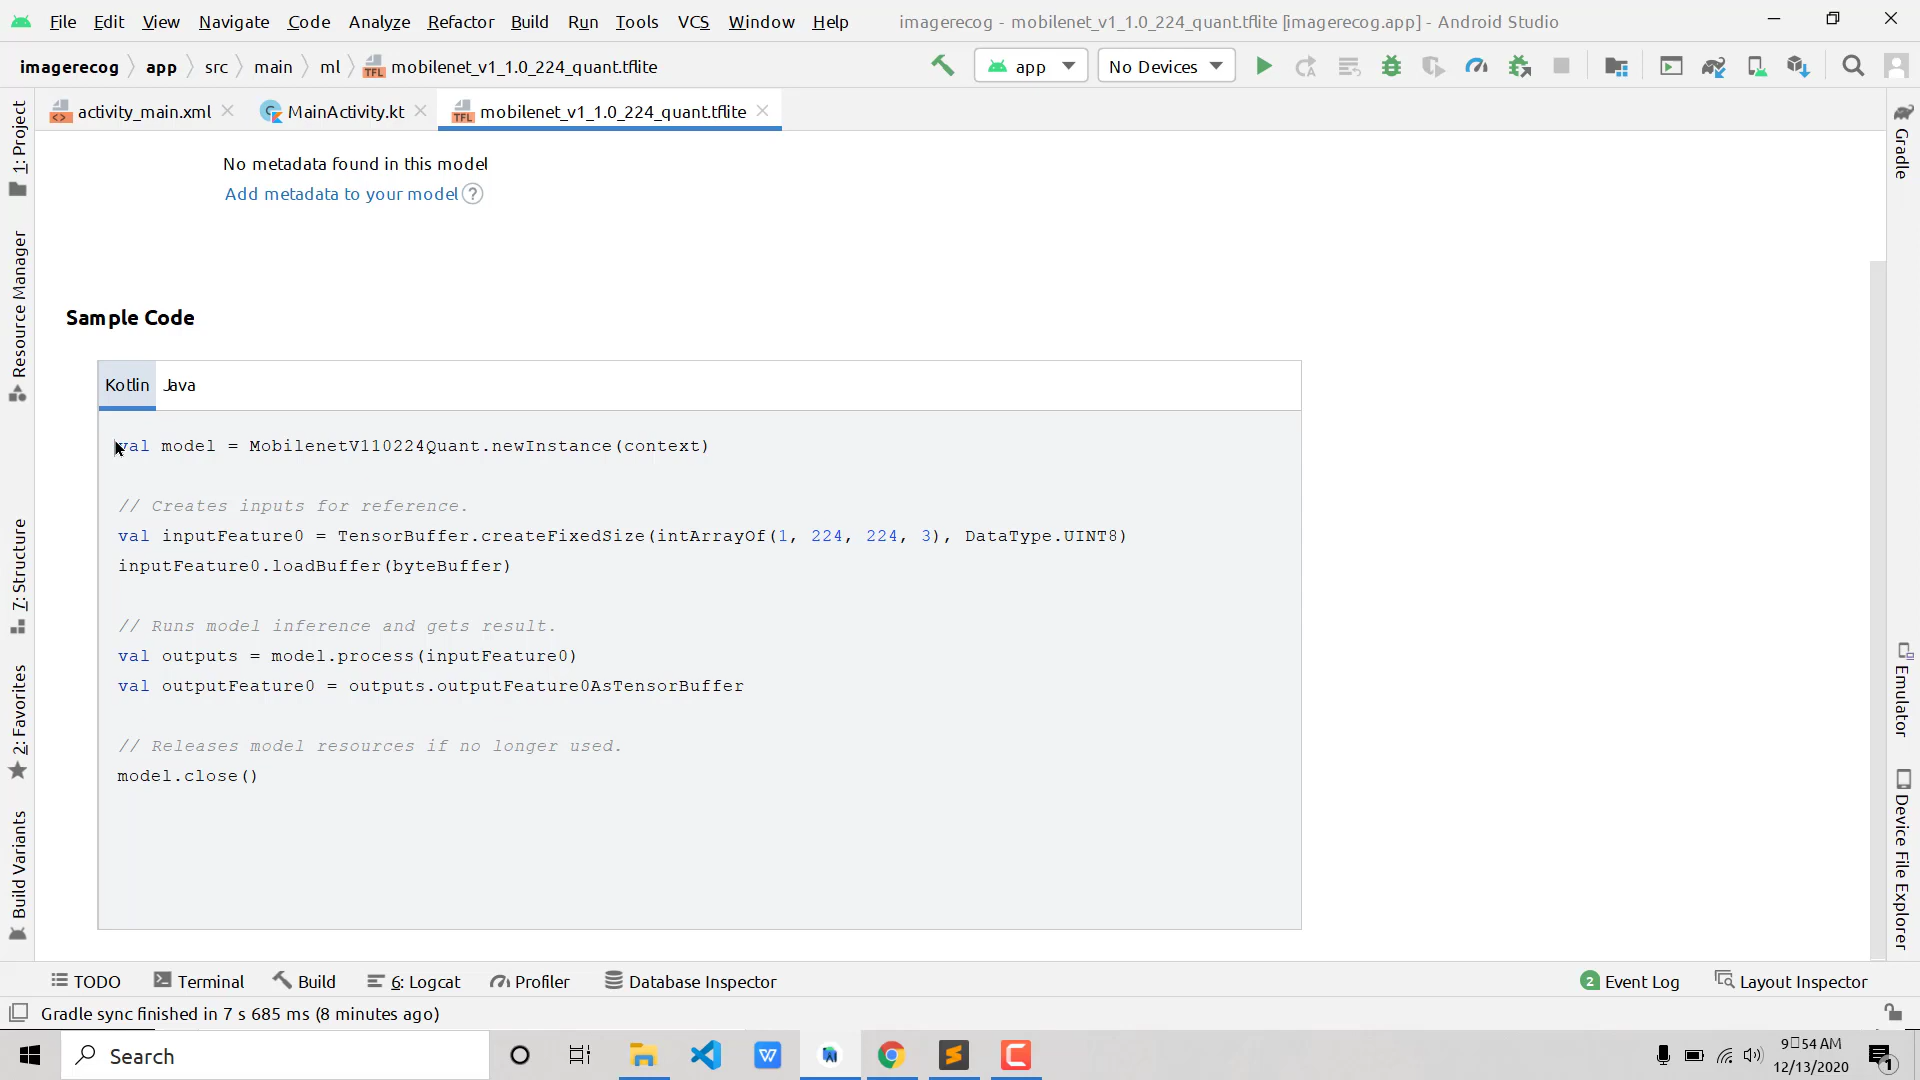 File Edit View Navigate Code Analyze Refactor Build Run Tools VCS Window Help imagerecog - mobilenet_v1_1.0_224_quant.tflite [imagerecog.app] - Android Studio
imagerecog app src main ml mobilenet_v1_1.0_224_quant.tflite app No Devices
activity_main.xml MainActivity.kt mobilenet_v1_1.0_224_quant.tflite
1: Project
Resource Manager
7: Structure
2: Favorites
Build Variants
Gradle
Emulator
Device File Explorer
No metadata found in this model
Add metadata to your model ?
Sample Code
Kotlin Java
val model = MobilenetV110224Quant.newInstance(context)
// Creates inputs for reference.
val inputFeature0 = TensorBuffer.createFixedSize(intArrayOf(1, 224, 224, 3), DataType.UINT8)
inputFeature0.loadBuffer(byteBuffer)
// Runs model inference and gets result.
val outputs = model.process(inputFeature0)
val outputFeature0 = outputs.outputFeature0AsTensorBuffer
// Releases model resources if no longer used.
model.close()
TODO Terminal Build 6: Logcat Profiler Database Inspector 2 Event Log Layout Inspector
Gradle sync finished in 7 s 685 ms (8 minutes ago)
Search
9:54 AM
12/13/2020
1